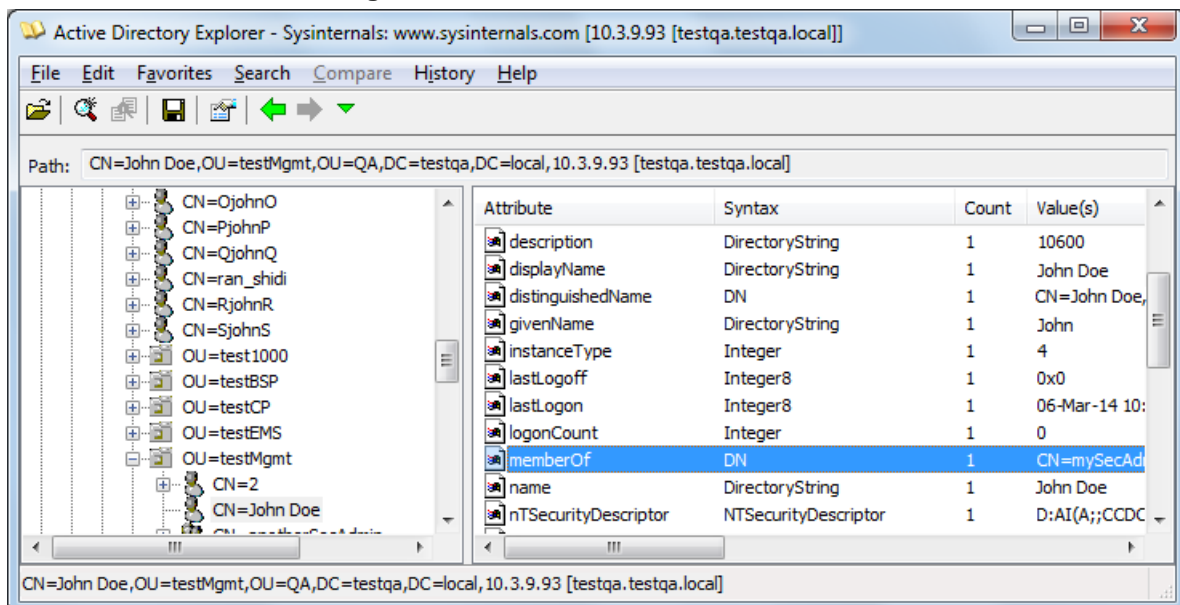 Active Directory Explorer - Sysinternals: www.sysinternals.com [10.3.9.93 [testqa.testqa.local]]
File Edit Favorites Search Compare History Help
Path: CN=John Doe,OU=testMgmt,OU=QA,DC=testqa,DC=local,10.3.9.93 [testqa.testqa.local]
CN=OjohnO
CN=PjohnP
CN=QjohnQ
CN=ran_shidi
CN=RjohnR
CN=SjohnS
OU=test1000
OU=testBSP
OU=testCP
OU=testEMS
OU=testMgmt
CN=2
CN=John Doe
CN=anotherSecAdmin
Attribute Syntax Count Value(s)
description DirectoryString 1 10600
displayName DirectoryString 1 John Doe
distinguishedName DN 1 CN=John Doe,
givenName DirectoryString 1 John
instanceType Integer 1 4
lastLogoff Integer8 1 0x0
lastLogon Integer8 1 06-Mar-14 10:
logonCount Integer 1 0
memberOf DN 1 CN=mySecAdı
name DirectoryString 1 John Doe
nTSecurityDescriptor NTSecurityDescriptor 1 D:AI(A;;CCDC
CN=John Doe,OU=testMgmt,OU=QA,DC=testqa,DC=local,10.3.9.93 [testqa.testqa.local]